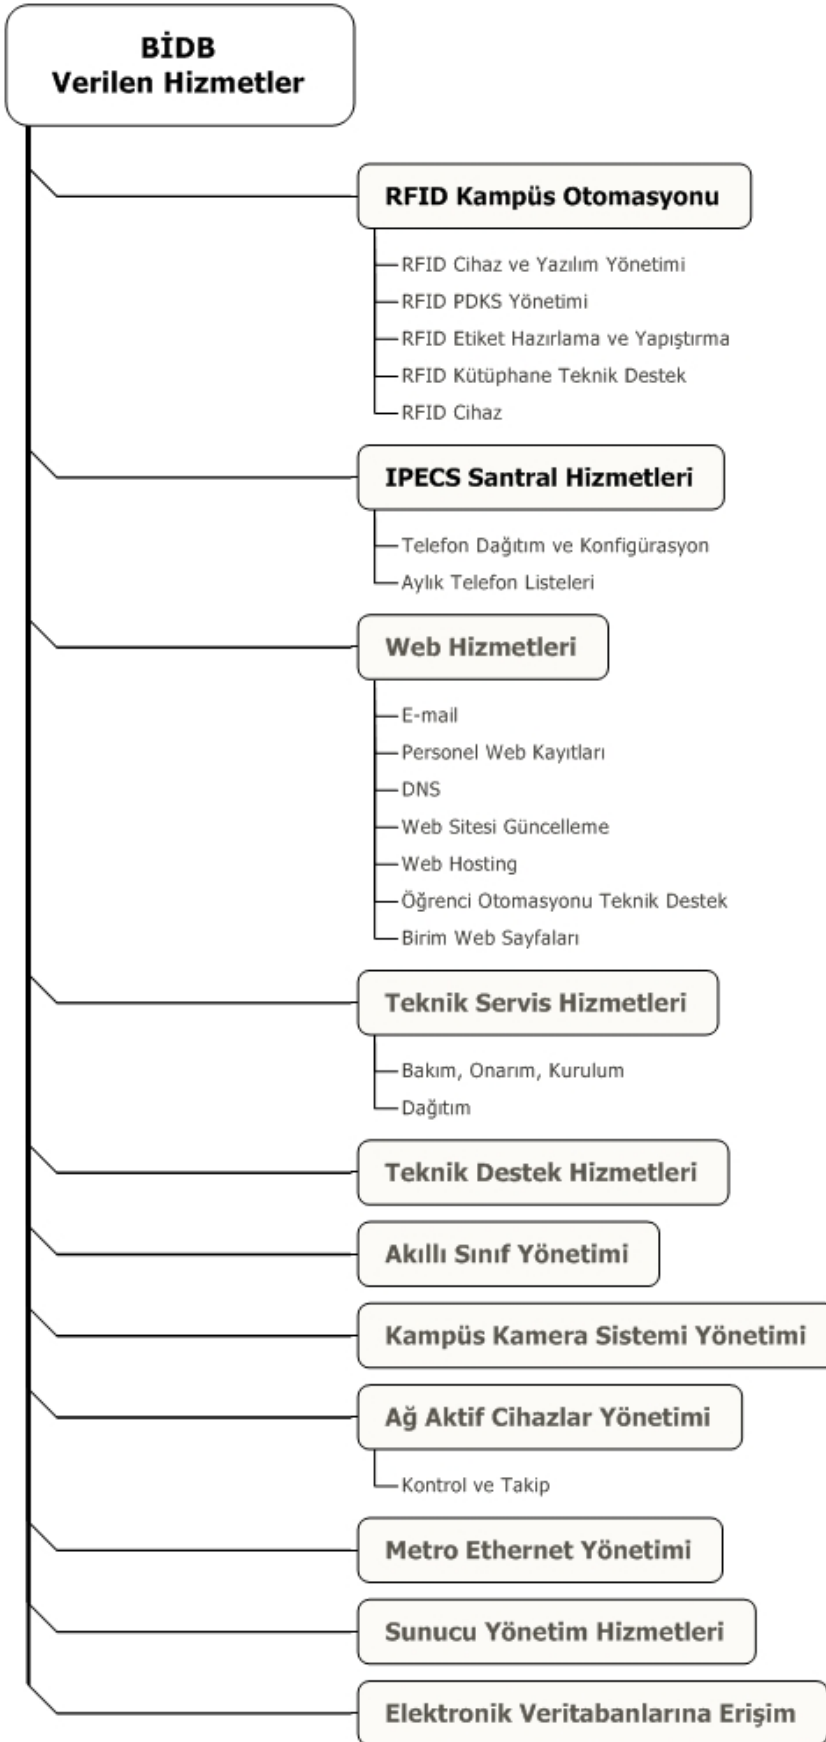 BİDB
Verilen Hizmetler
RFID Kampüs Otomasyonu
RFID Cihaz ve Yazılım Yönetimi
RFID PDKS Yönetimi
RFID Etiket Hazırlama ve Yapıştırma
RFID Kütüphane Teknik Destek
RFID Cihaz
IPECS Santral Hizmetleri
Telefon Dağıtım ve Konfigürasyon
Aylık Telefon Listeleri
Web Hizmetleri
E-mail
Personel Web Kayıtları
DNS
Web Sitesi Güncelleme
Web Hosting
Öğrenci Otomasyonu Teknik Destek
Birim Web Sayfaları
Teknik Servis Hizmetleri
Bakım, Onarım, Kurulum
Dağıtım
Teknik Destek Hizmetleri
Akıllı Sınıf Yönetimi
Kampüs Kamera Sistemi Yönetimi
Ağ Aktif Cihazlar Yönetimi
Kontrol ve Takip
Metro Ethernet Yönetimi
Sunucu Yönetim Hizmetleri
Elektronik Veritabanlarına Erişim